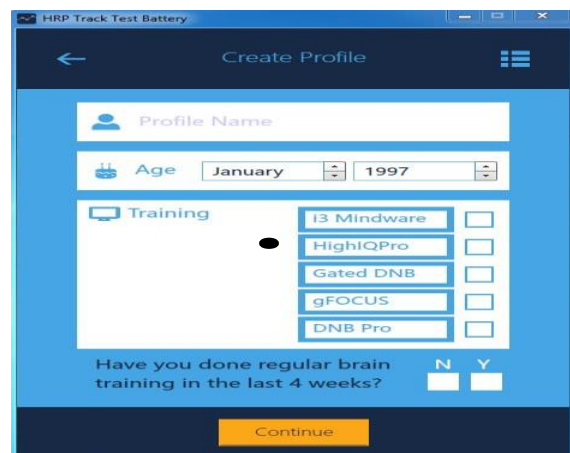 HRP Track Test Battery
Create Profile
Profile Name
Age January 1997
Training
i3 Mindware
HighIQPro
Gated DNB
gFOCUS
DNB Pro
Have you done regular brain N Y
training in the last 4 weeks?
Continue